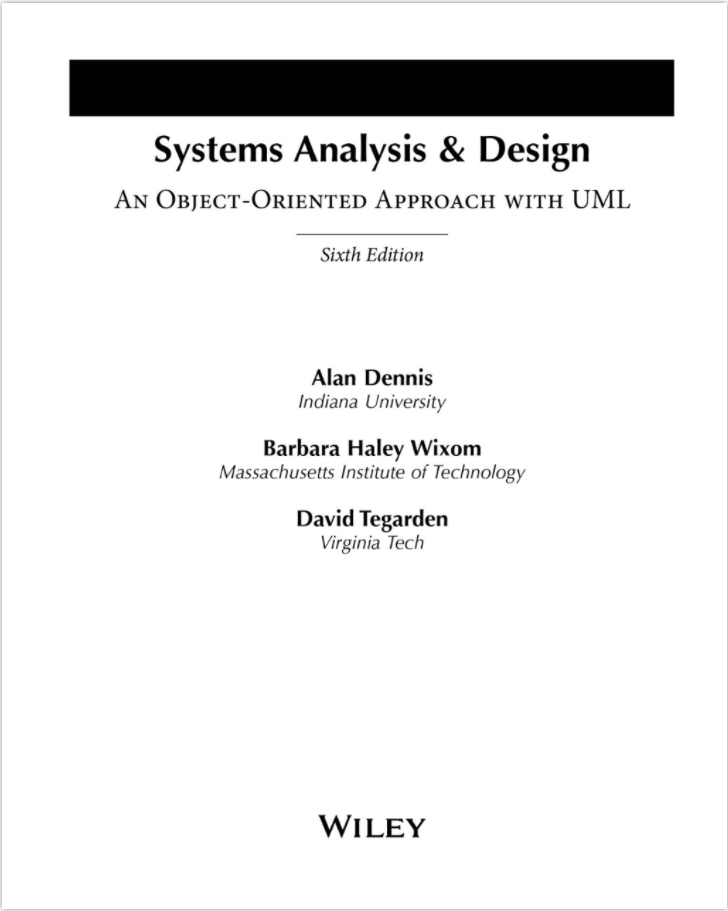 Systems Analysis & Design
An Object-Oriented Approach with UML
Sixth Edition
Alan Dennis
Indiana University
Barbara Haley Wixom
Massachusetts Institute of Technology
David Tegarden
Virginia Tech
WILEY